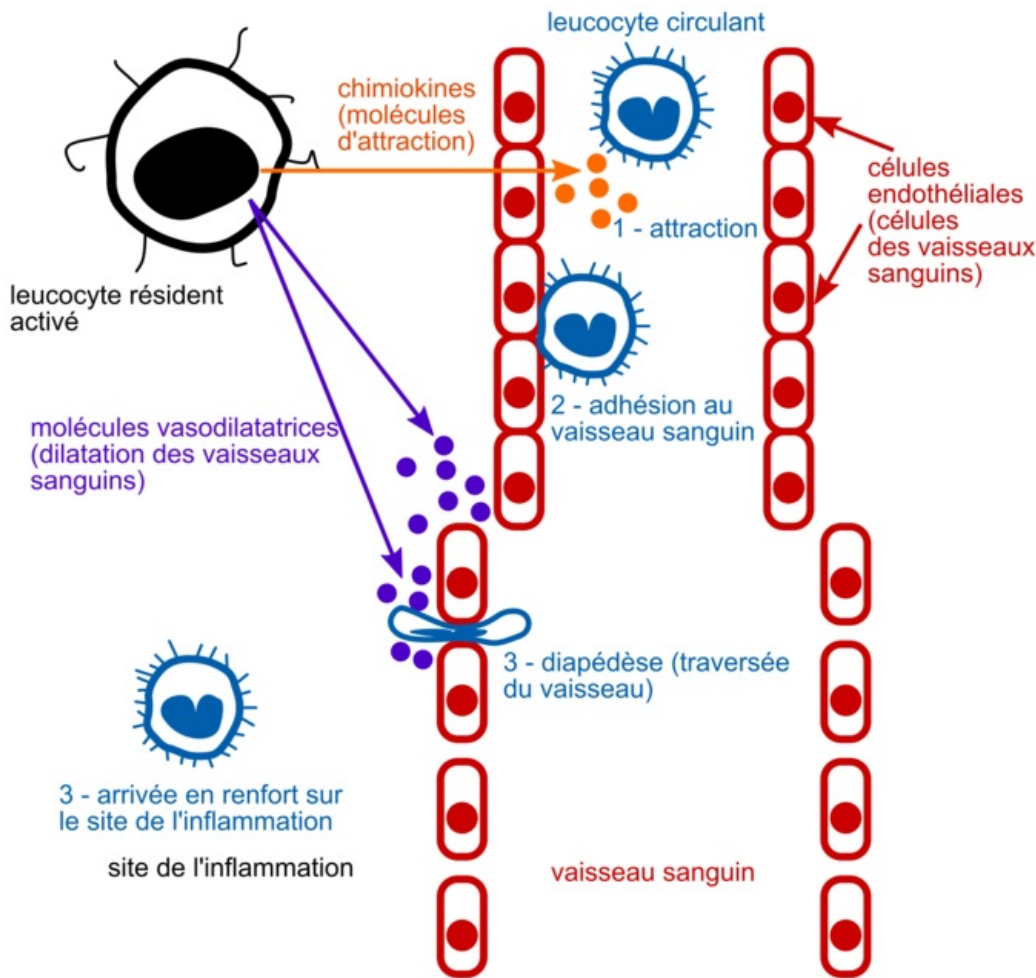 leucocyte circulant
chimiokines
(molécules
d'attraction)
célules
endothéliales
(célules
des vaisseaux
sanguins)
1 - attraction
leucocyte résident
activé
2 - adhésion au
vaisseau sanguin
molécules vasodilatatrices
(dilatation des vaisseaux
sanguins)
3 - diapédèse (traversée
du vaisseau)
3 - arrivée en renfort sur
le site de l'inflammation
site de l'inflammation
vaisseau sanguin